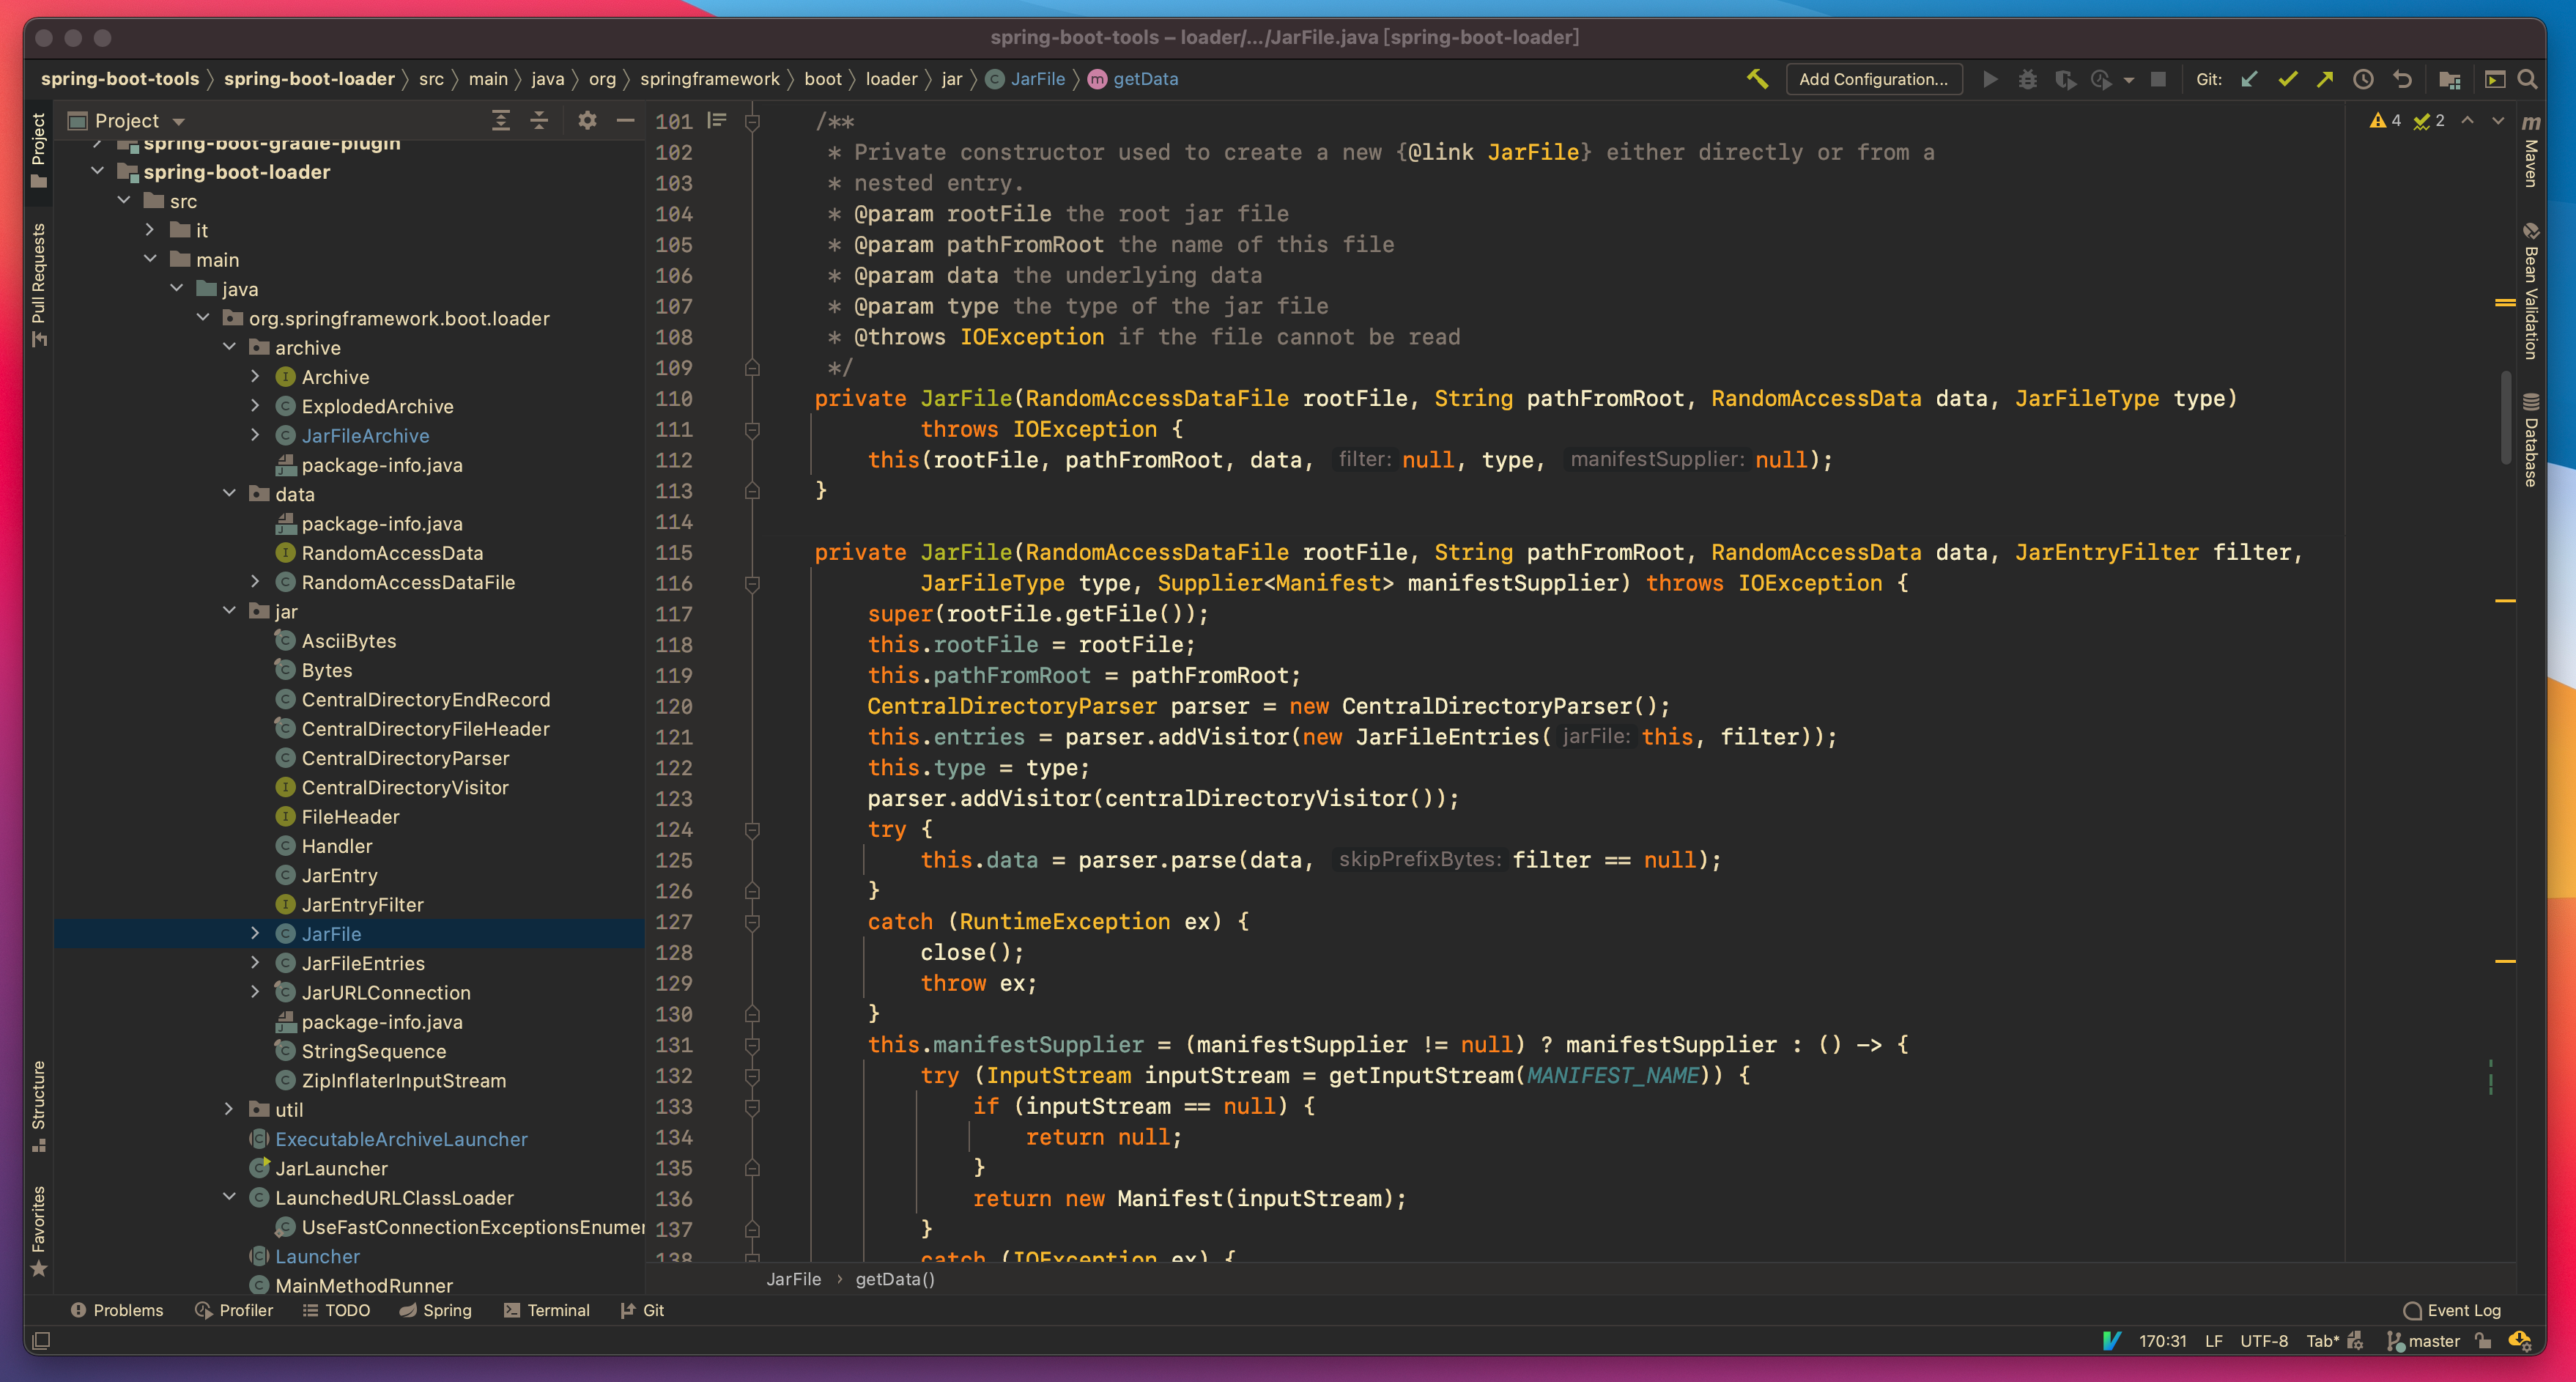 spring-boot-tools – loader/.../JarFile.java [spring-boot-loader]
spring-boot-tools spring-boot-loader src main java org springframework boot loader jar JarFile getData
Add Configuration...
Git:
Project
Pull Requests
Structure
Favorites
Project
spring-boot-gradle-plugin
spring-boot-loader
src
it
main
java
org.springframework.boot.loader
archive
Archive
ExplodedArchive
JarFileArchive
package-info.java
data
package-info.java
RandomAccessData
RandomAccessDataFile
jar
AsciiBytes
Bytes
CentralDirectoryEndRecord
CentralDirectoryFileHeader
CentralDirectoryParser
CentralDirectoryVisitor
FileHeader
Handler
JarEntry
JarEntryFilter
JarFile
JarFileEntries
JarURLConnection
package-info.java
StringSequence
ZipInflaterInputStream
util
ExecutableArchiveLauncher
JarLauncher
LaunchedURLClassLoader
UseFastConnectionExceptionsEnumer
Launcher
MainMethodRunner
101 /**
102 * Private constructor used to create a new {@link JarFile} either directly or from a
103 * nested entry.
104 * @param rootFile the root jar file
105 * @param pathFromRoot the name of this file
106 * @param data the underlying data
107 * @param type the type of the jar file
108 * @throws IOException if the file cannot be read
109 */
110 private JarFile(RandomAccessDataFile rootFile, String pathFromRoot, RandomAccessData data, JarFileType type)
111 throws IOException {
112 this(rootFile, pathFromRoot, data, filter: null, type, manifestSupplier: null);
113 }
114
115 private JarFile(RandomAccessDataFile rootFile, String pathFromRoot, RandomAccessData data, JarEntryFilter filter,
116 JarFileType type, Supplier<Manifest> manifestSupplier) throws IOException {
117 super(rootFile.getFile());
118 this.rootFile = rootFile;
119 this.pathFromRoot = pathFromRoot;
120 CentralDirectoryParser parser = new CentralDirectoryParser();
121 this.entries = parser.addVisitor(new JarFileEntries( jarFile: this, filter));
122 this.type = type;
123 parser.addVisitor(centralDirectoryVisitor());
124 try {
125 this.data = parser.parse(data, skipPrefixBytes: filter == null);
126 }
127 catch (RuntimeException ex) {
128 close();
129 throw ex;
130 }
131 this.manifestSupplier = (manifestSupplier != null) ? manifestSupplier : () -> {
132 try (InputStream inputStream = getInputStream(MANIFEST_NAME)) {
133 if (inputStream == null) {
134 return null;
135 }
136 return new Manifest(inputStream);
137 }
138 catch (IOException ex) {
4 2
m
Maven
Bean Validation
Database
JarFile › getData()
Problems Profiler TODO Spring Terminal Git Event Log
170:31 LF UTF-8 Tab* master